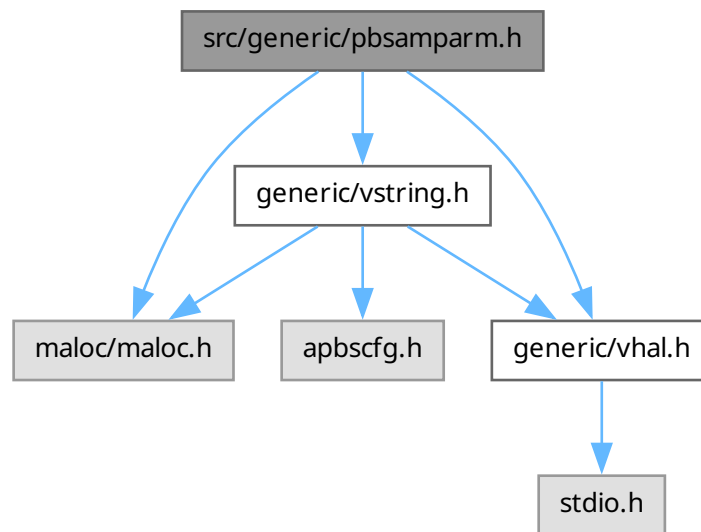 src/generic/pbsamparm.h
generic/vstring.h
maloc/maloc.h
apbscfg.h
generic/vhal.h
stdio.h